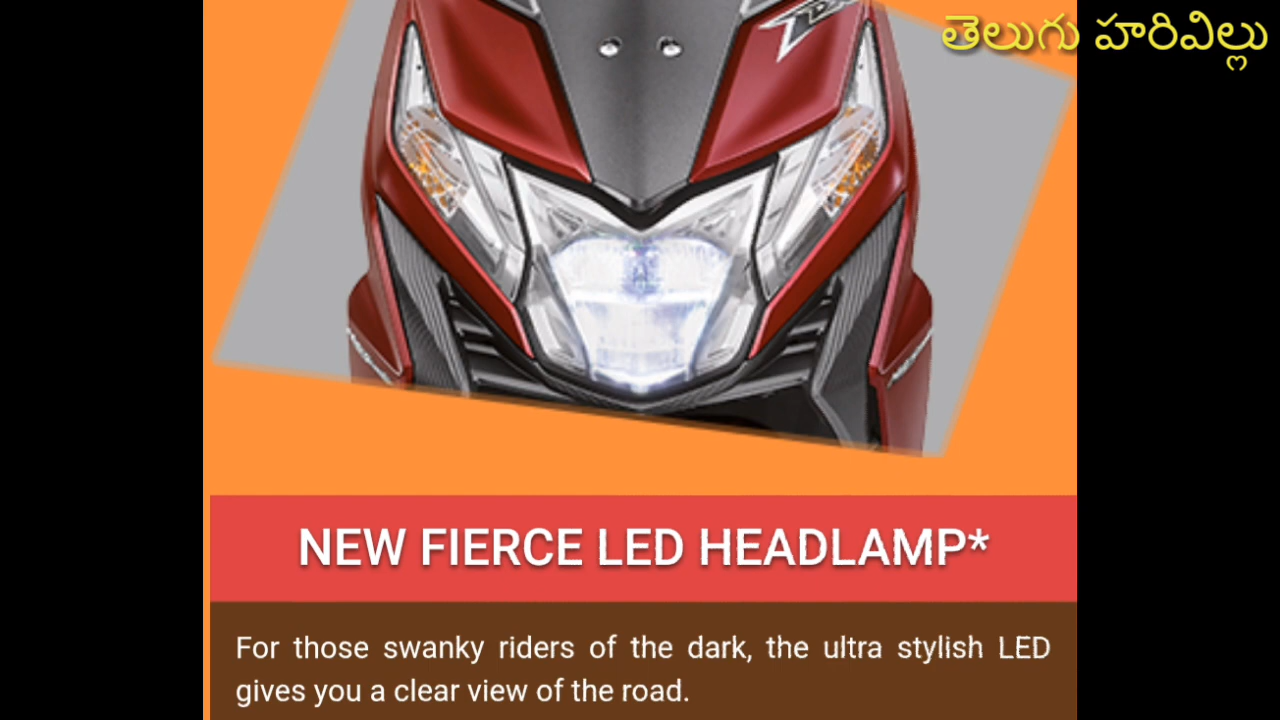 తెలుగు హరివిల్లు
NEW FIERCE LED HEADLAMP*
For those swanky riders of the dark, the ultra stylish LED
gives you a clear view of the road.